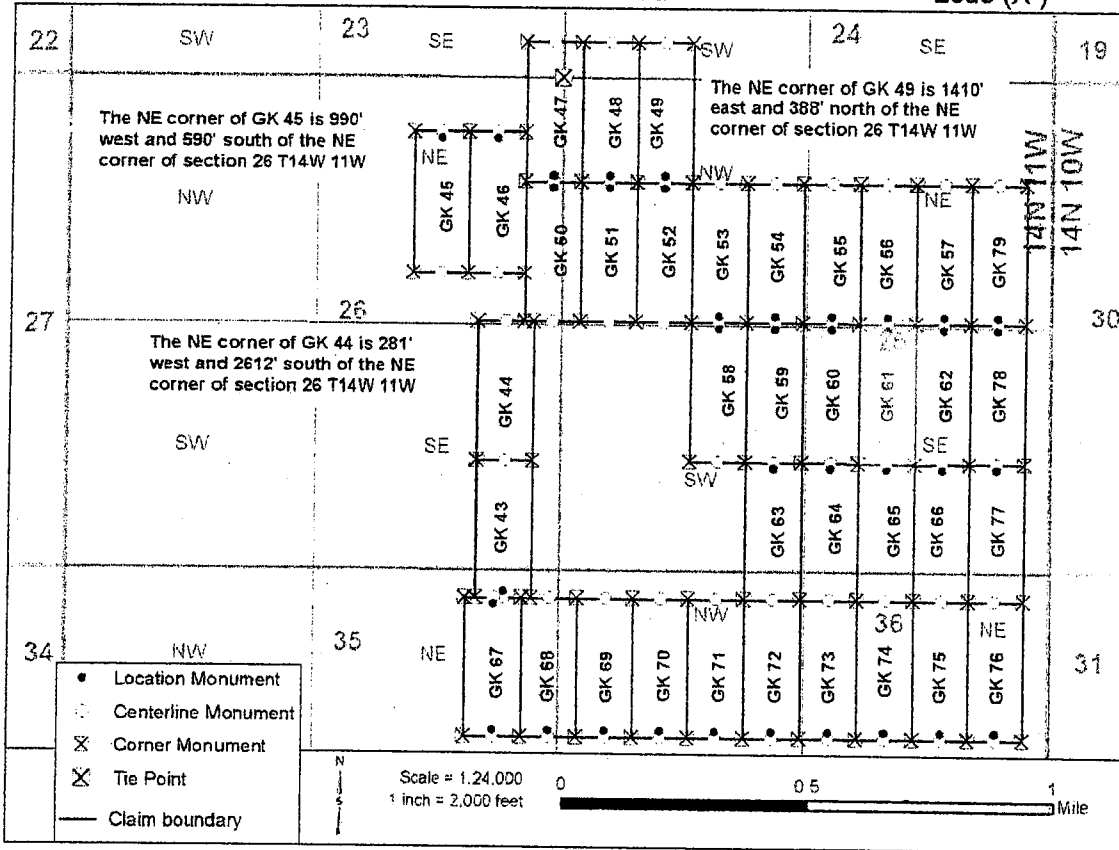 22
SW
23
SE
SW
24
SE
19
The NE corner of GK 45 is 990'
west and 590' south of the NE
corner of section 26 T14W 11W
The NE corner of GK 49 is 1410'
east and 388' north of the NE
corner of section 26 T14W 11W
GK 47
GK 48
GK 49
NE
NW
NW
NE
GK 45
GK 46
14N 11W
14N 10W
GK 50
GK 51
GK 52
GK 53
GK 54
GK 55
GK 56
GK 57
GK 79
27
26
25
30
The NE corner of GK 44 is 281'
west and 2612' south of the NE
corner of section 26 T14W 11W
GK 44
GK 58
GK 59
GK 60
GK 61
GK 62
GK 78
SW
SE
SE
SW
GK 43
GK 63
GK 64
GK 65
GK 66
GK 77
34
NW
35
NE
NW
36
NE
31
GK 67
GK 68
GK 69
GK 70
GK 71
GK 72
GK 73
GK 74
GK 75
GK 76
Location Monument
Centerline Monument
Corner Monument
Tie Point
Claim boundary
N
S
Scale = 1.24,000
1 inch = 2,000 feet
0
0 5
1
Mile